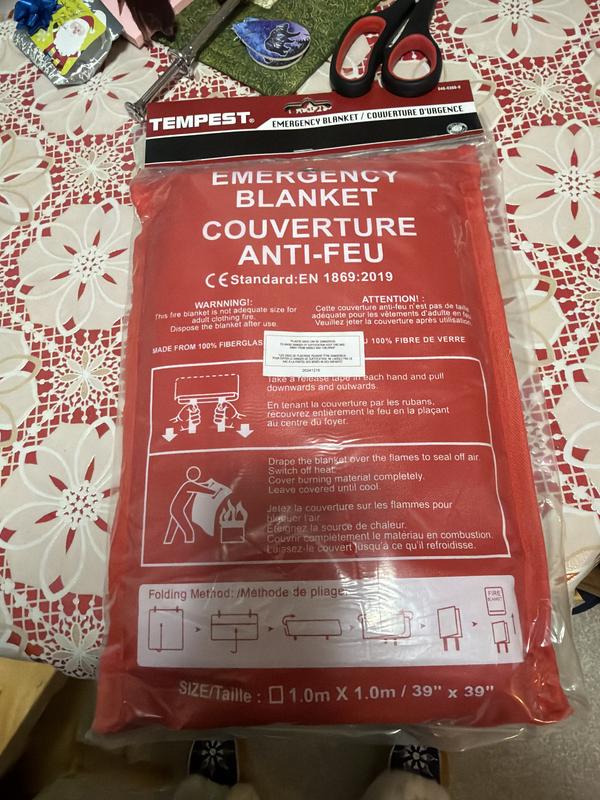 046-0368-8
TEMPEST®
EMERGENCY BLANKET / COUVERTURE D'URGENCE
EMERGENCY
BLANKET
COUVERTURE
ANTI-FEU
CE Standard:EN 1869:2019
WARNNING!:
This fire blanket is not adequate size for
adult clothing fire.
Dispose the blanket after use.
ATTENTION! :
Cette couverture anti-feu n'est pas de taille
adéquate pour les vêtements d'adulte en feu
Veuillez jeter la couverture après utilisation
MADE FROM 100% FIBERGLAS
U 100% FIBRE DE VERRE
20241216
Take a release tape in each hand and pull
downwards and outwards.
En tenant la couverture par les rubans,
recouvrez entièrement le feu en la plaçant
au centre du foyer.
Drape the blanket over the flames to seal off air.
Switch off heat.
Cover burning material completely.
Leave covered until cool.
Jetez la couverture sur les flammes pour
bloquer l'air.
Éteignez la source de chaleur.
Couvrir complètement le matériau en combustion.
Laissez-le couvert jusqu'à ce qu'il refroidisse.
Folding Method: /Méthode de pliage:
FIRE
BLANKET
SIZE/Taille : 1.0m X 1.0m / 39" x 39"